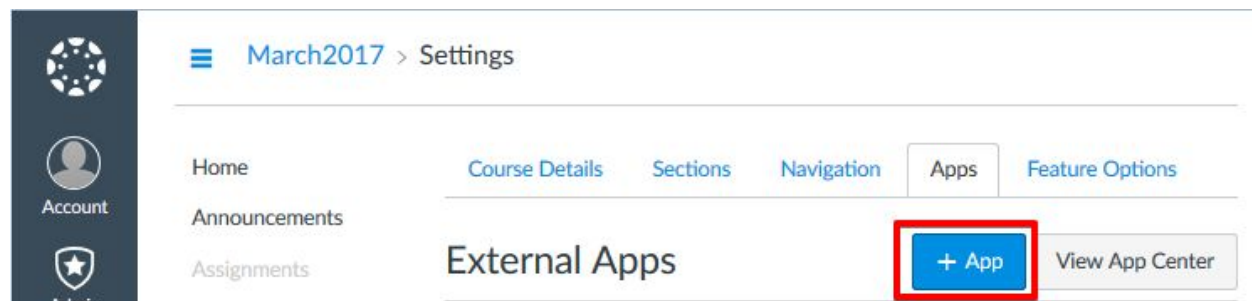 March2017 > Settings
Account
Home
Announcements
Assignments
Course Details Sections Navigation Apps Feature Options
External Apps
+ App View App Center